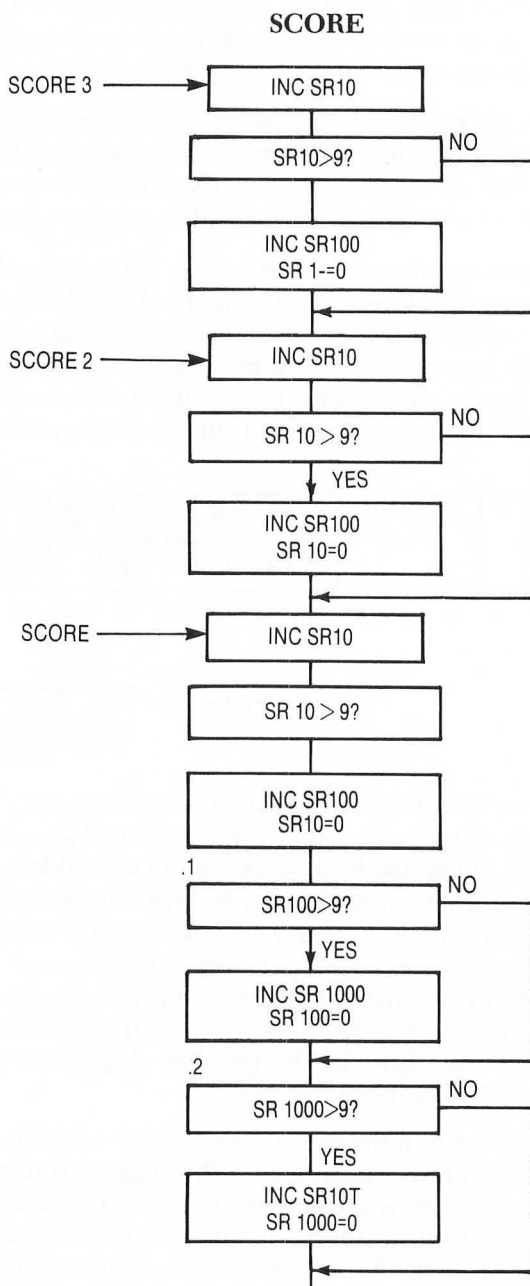 SCORE
SCORE 3
INC SR10
SR10>9?
NO
INC SR100
SR 1-=0
SCORE 2
INC SR10
SR 10 > 9?
NO
YES
INC SR100
SR 10=0
SCORE
INC SR10
SR 10 > 9?
INC SR100
SR10=0
.1
SR100>9?
NO
YES
INC SR 1000
SR 100=0
.2
SR 1000>9?
NO
YES
INC SR10T
SR 1000=0